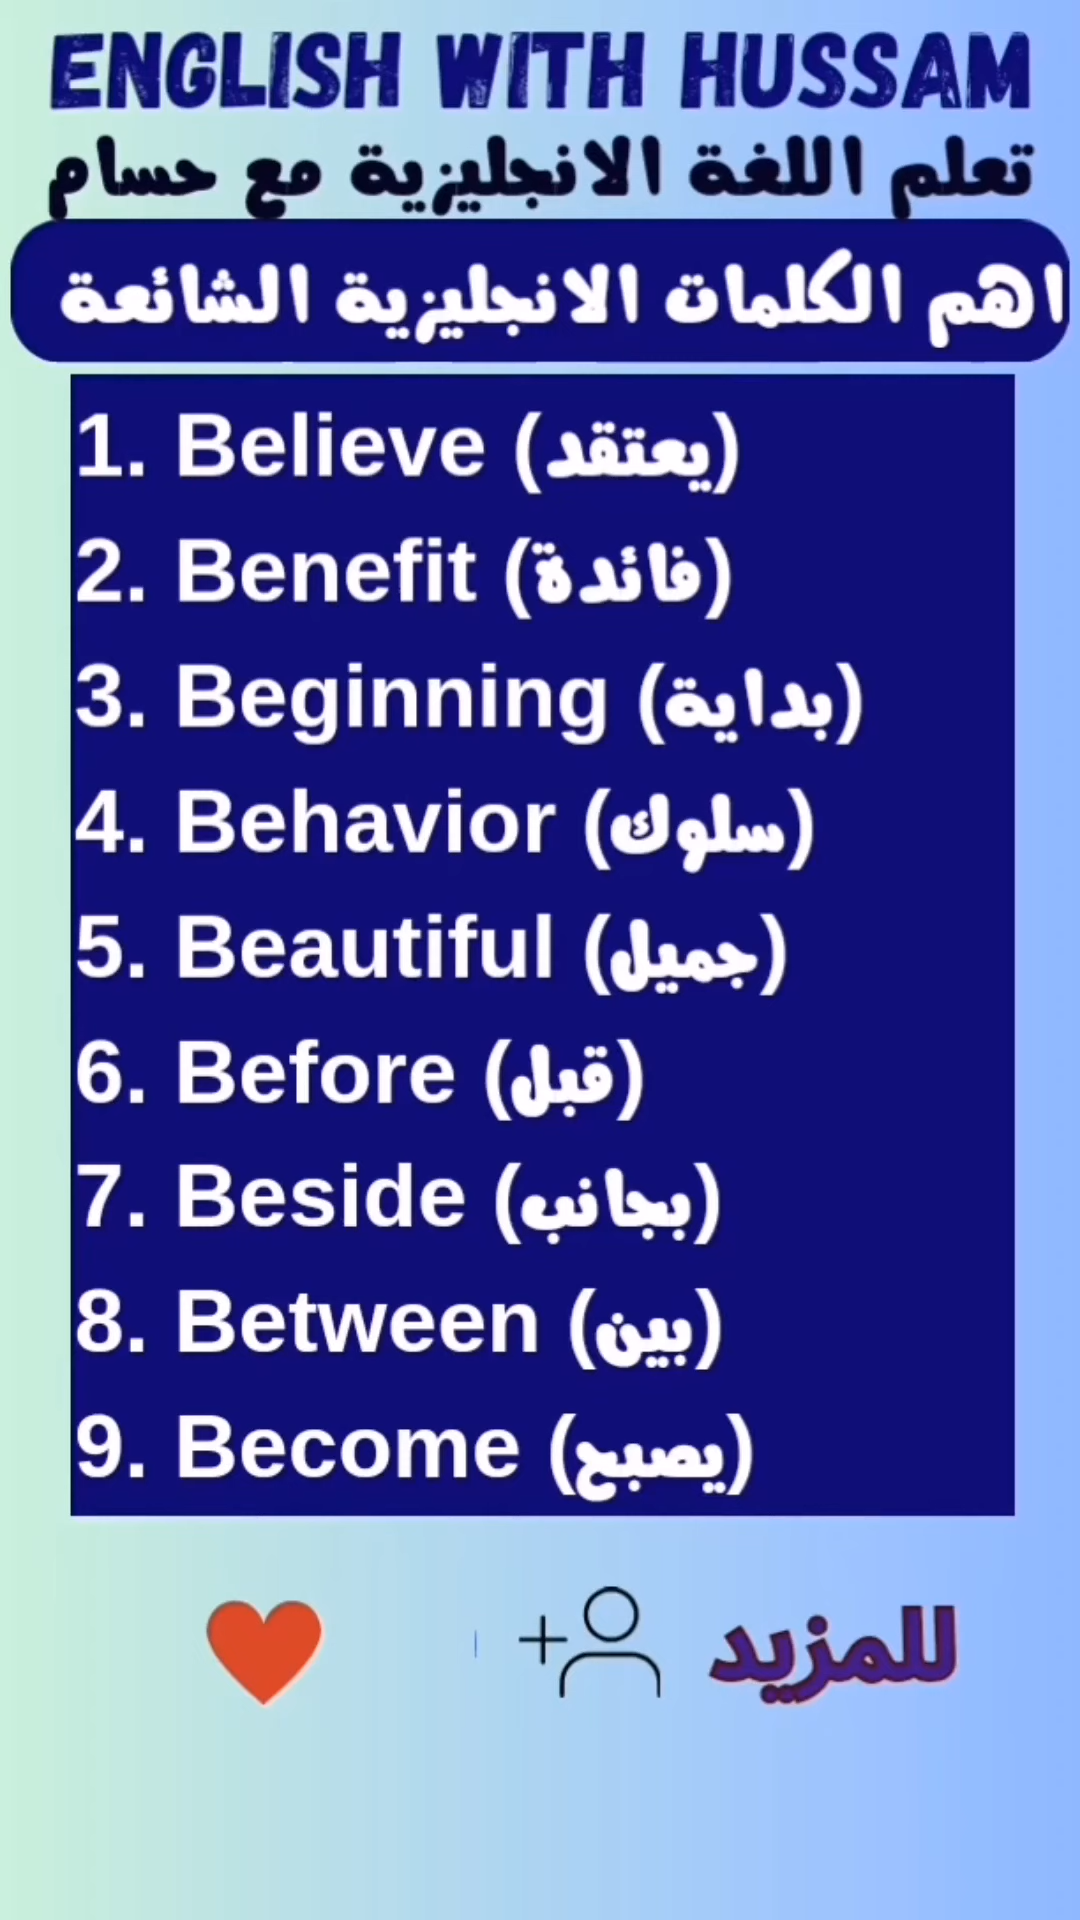 ENGLISH WITH HUSSAM
تعلم اللغة الانجليزية مع حسام
اهم الكلمات الانجليزية الشائعة
1. Believe (يعتقد)
2. Benefit (فائدة)
3. Beginning (بداية)
4. Behavior (سلوك)
5. Beautiful (جميل)
6. Before (قبل)
7. Beside (بجانب)
8. Between (بين)
9. Become (يصبح)
للمزيد